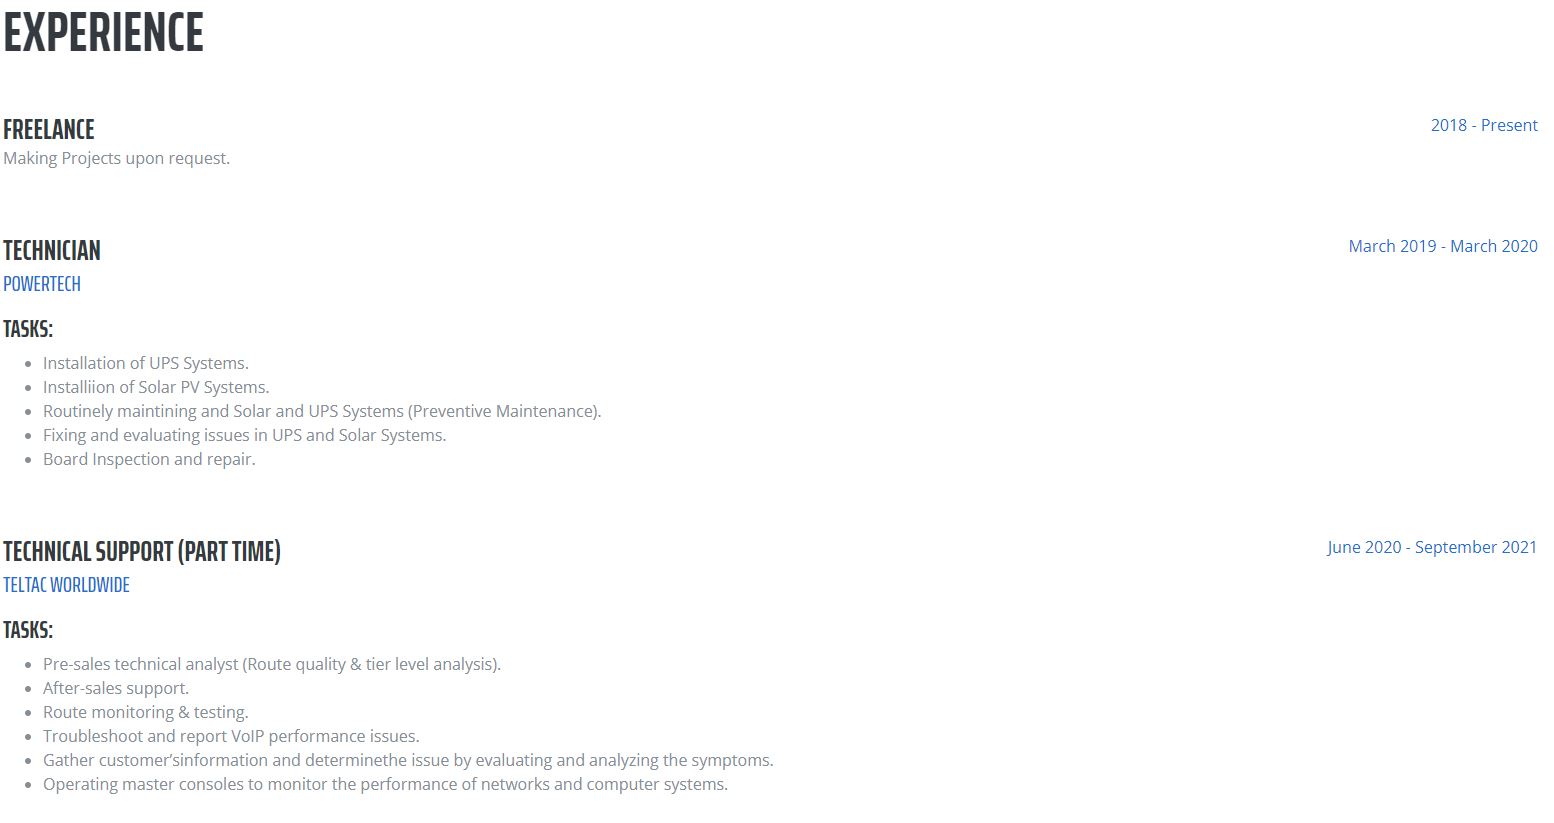 EXPERIENCE
FREELANCE
2018 - Present
Making Projects upon request.
TECHNICIAN
March 2019 - March 2020
POWERTECH
TASKS:
Installation of UPS Systems.
Installiion of Solar PV Systems.
Routinely maintining and Solar and UPS Systems (Preventive Maintenance).
Fixing and evaluating issues in UPS and Solar Systems.
Board Inspection and repair.
TECHNICAL SUPPORT (PART TIME)
June 2020 - September 2021
TELTAC WORLDWIDE
TASKS:
Pre-sales technical analyst (Route quality & tier level analysis).
After-sales support.
Route monitoring & testing.
Troubleshoot and report VoIP performance issues.
Gather customer’sinformation and determinethe issue by evaluating and analyzing the symptoms.
Operating master consoles to monitor the performance of networks and computer systems.